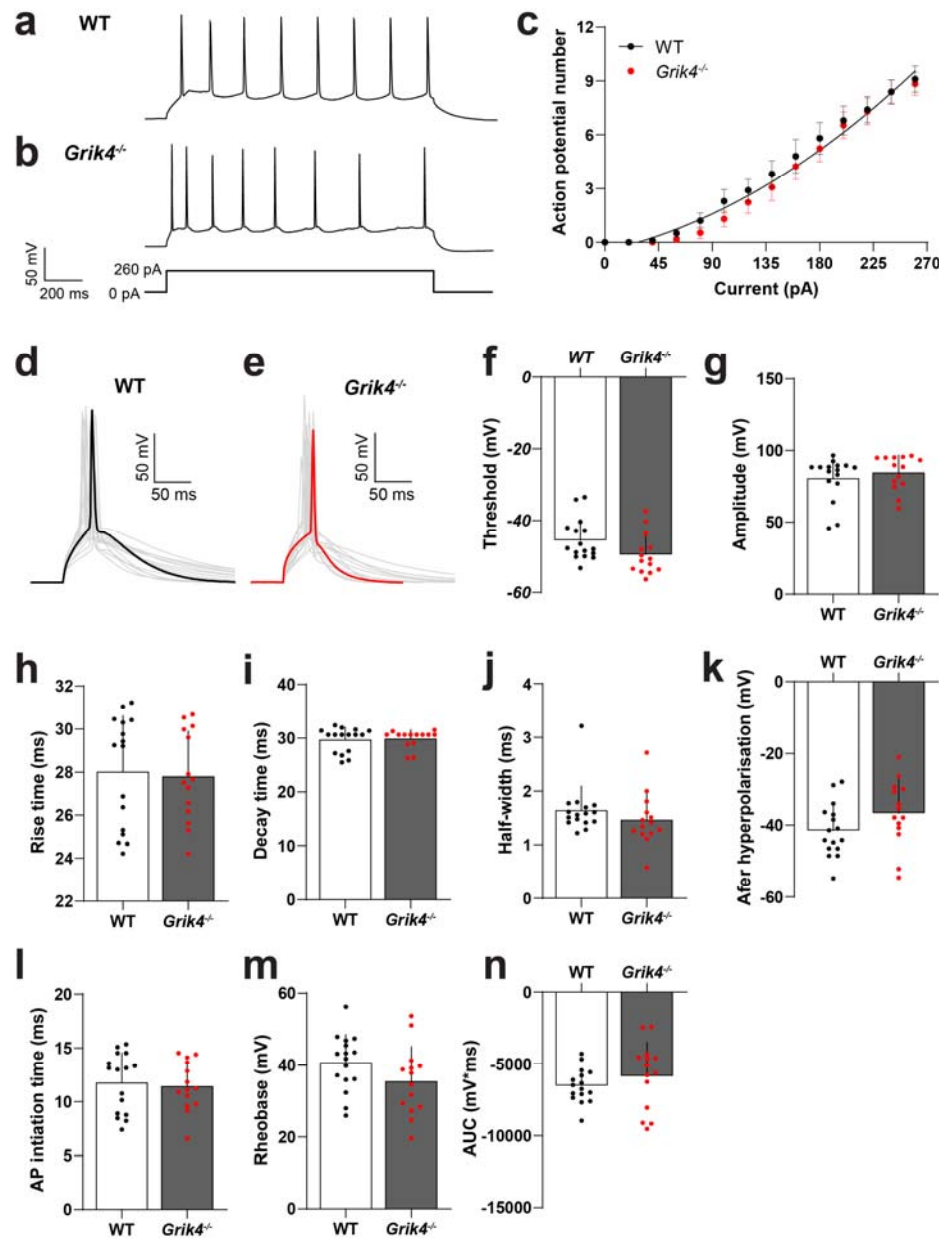 a
WT
b
Grik4-/-
50 mV
200 ms
260 pA
0 pA
c
Action potential number
12
9
6
3
0
WT
Grik4-/-
0 45 90 135 180 225 270
Current (pA)
d
WT
50 mV
50 ms
e
Grik4-/-
50 mV
50 ms
f
WT Grik4-/-
Threshold (mV)
0
-20
-40
-60
g
Amplitude (mV)
150
100
50
0
WT Grik4-/-
h
Rise time (ms)
32
30
28
26
24
22
WT Grik4-/-
i
Decay time (ms)
40
30
20
10
0
WT Grik4-/-
j
Half-width (ms)
4
3
2
1
0
WT Grik4-/-
k
WT Grik4-/-
Afer hyperpolarisation (mV)
0
-20
-40
-60
l
AP intiation time (ms)
20
15
10
5
0
WT Grik4-/-
m
Rheobase (mV)
60
40
20
0
WT Grik4-/-
n
WT Grik4-/-
AUC (mV*ms)
0
-5000
-10000
-15000